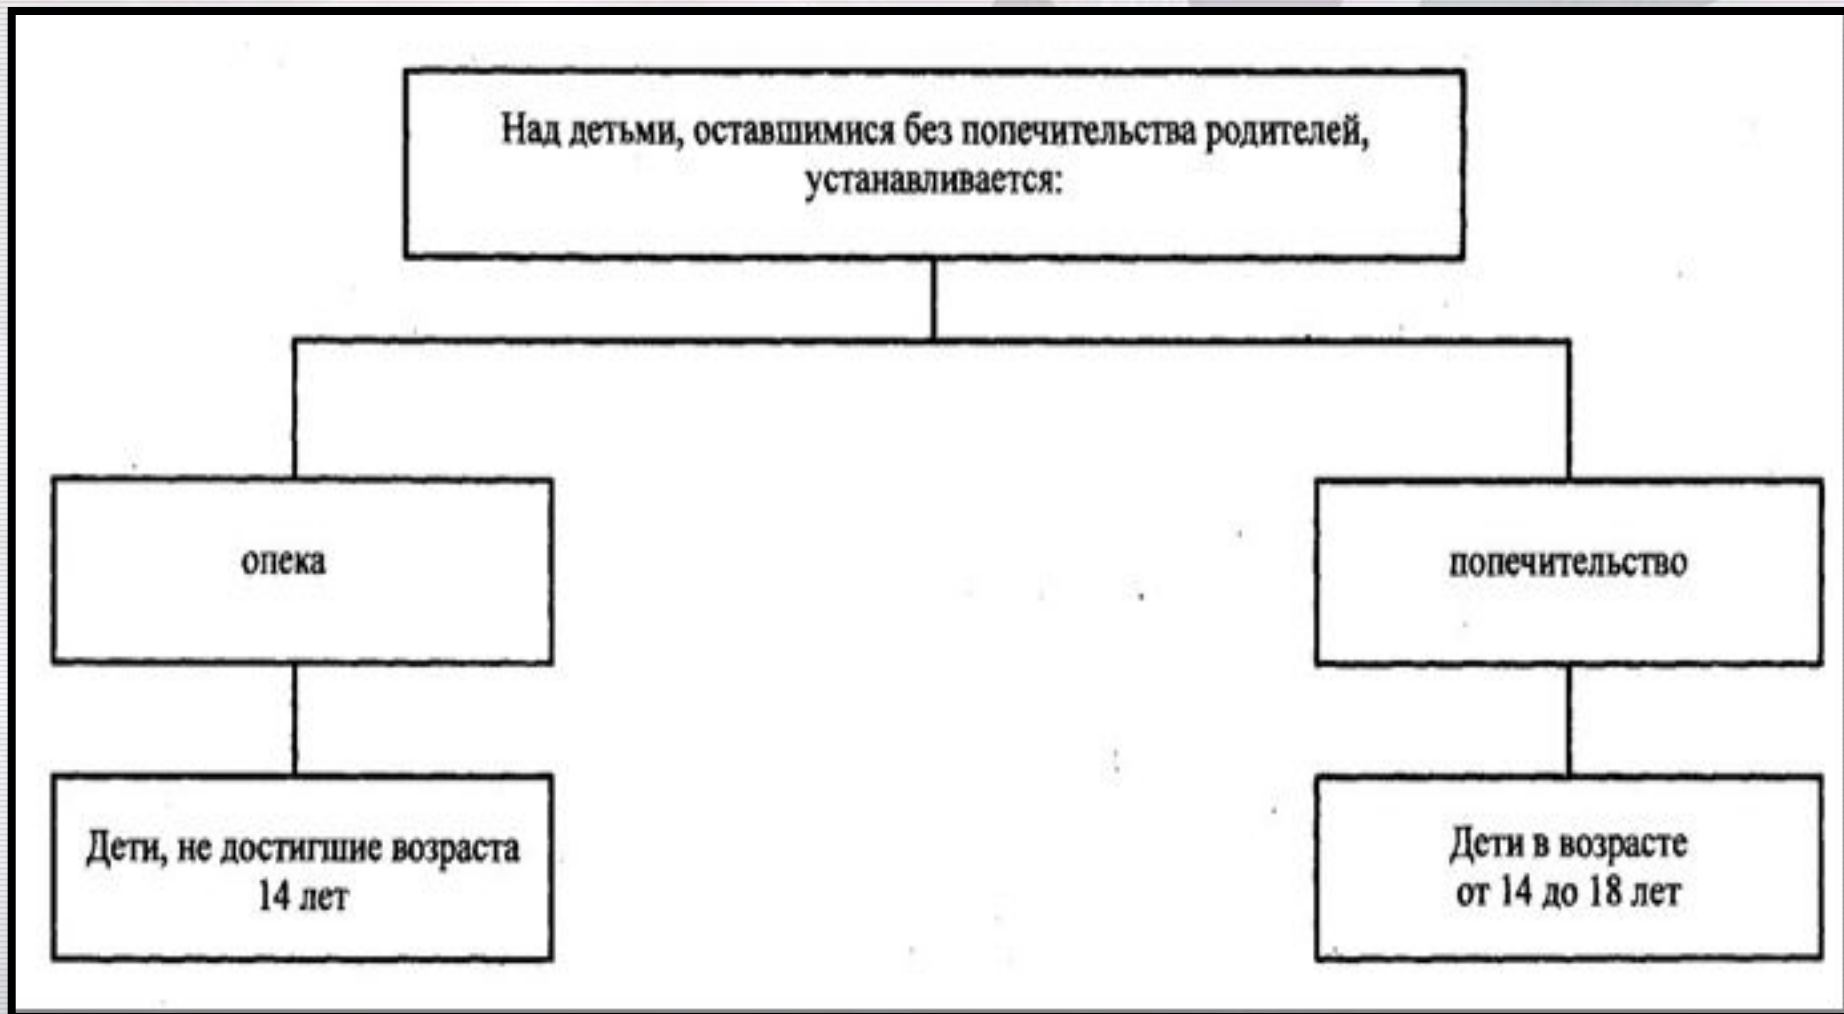 Над детьми, оставшимися без попечительства родителей,
устанавливается:
опека
попечительство
Дети, не достигшие возраста
14 лет
Дети в возрасте
от 14 до 18 лет